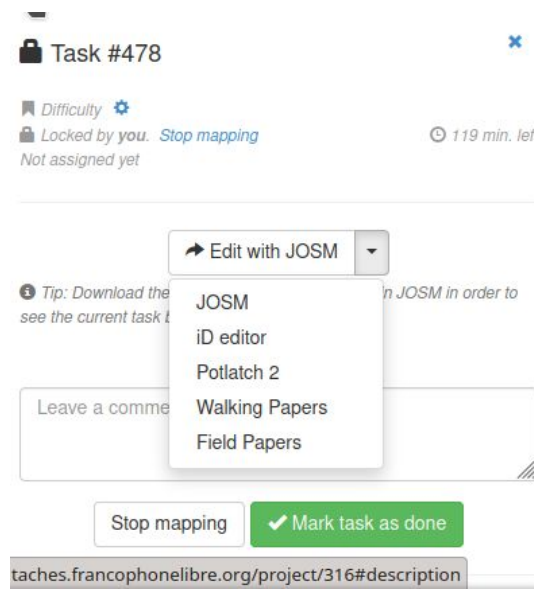 Task #478
Difficulty
Locked by you. Stop mapping
119 min. lef
Not assigned yet
Edit with JOSM
Tip: Download the
n JOSM in order to
see the current task b
JOSM
iD editor
Potlatch 2
Walking Papers
Field Papers
Leave a comme
Stop mapping
Mark task as done
taches.francophonelibre.org/project/316#description